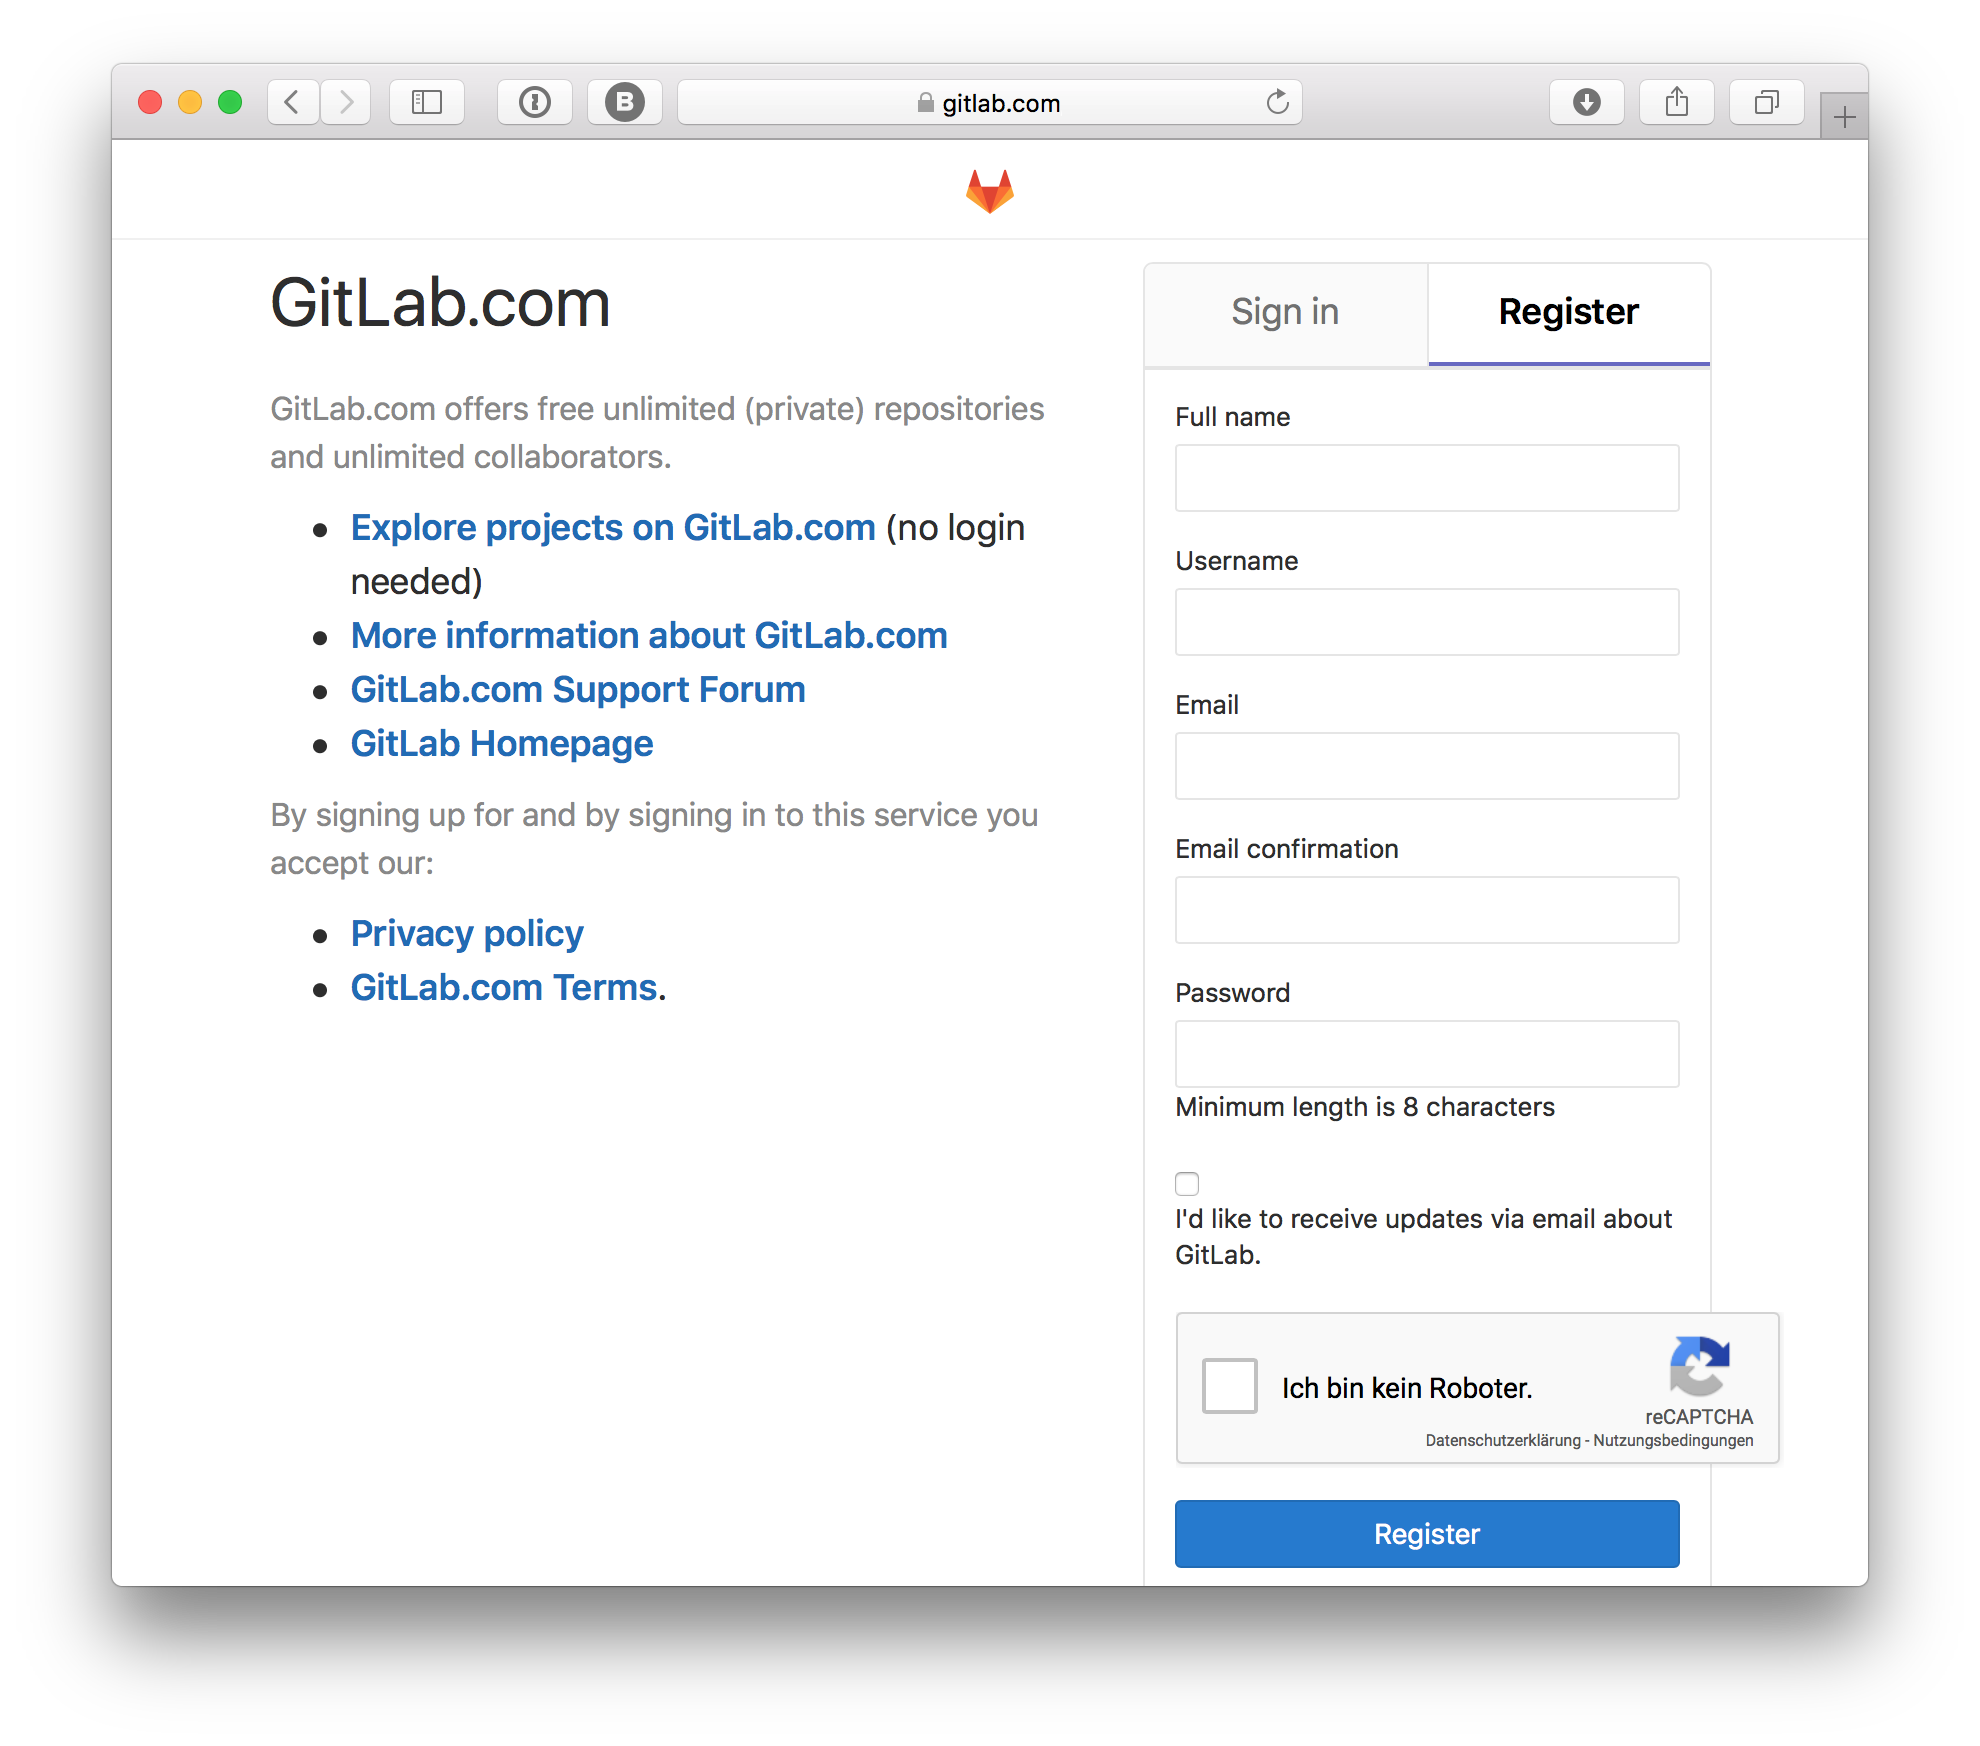 gitlab.com
GitLab.com
GitLab.com offers free unlimited (private) repositories
and unlimited collaborators.
Explore projects on GitLab.com (no login
needed)
More information about GitLab.com
GitLab.com Support Forum
GitLab Homepage
By signing up for and by signing in to this service you
accept our:
Privacy policy
GitLab.com Terms.
Sign in
Register
Full name
Username
Email
Email confirmation
Password
Minimum length is 8 characters
I'd like to receive updates via email about
GitLab.
Ich bin kein Roboter.
reCAPTCHA
Datenschutzerklärung - Nutzungsbedingungen
Register